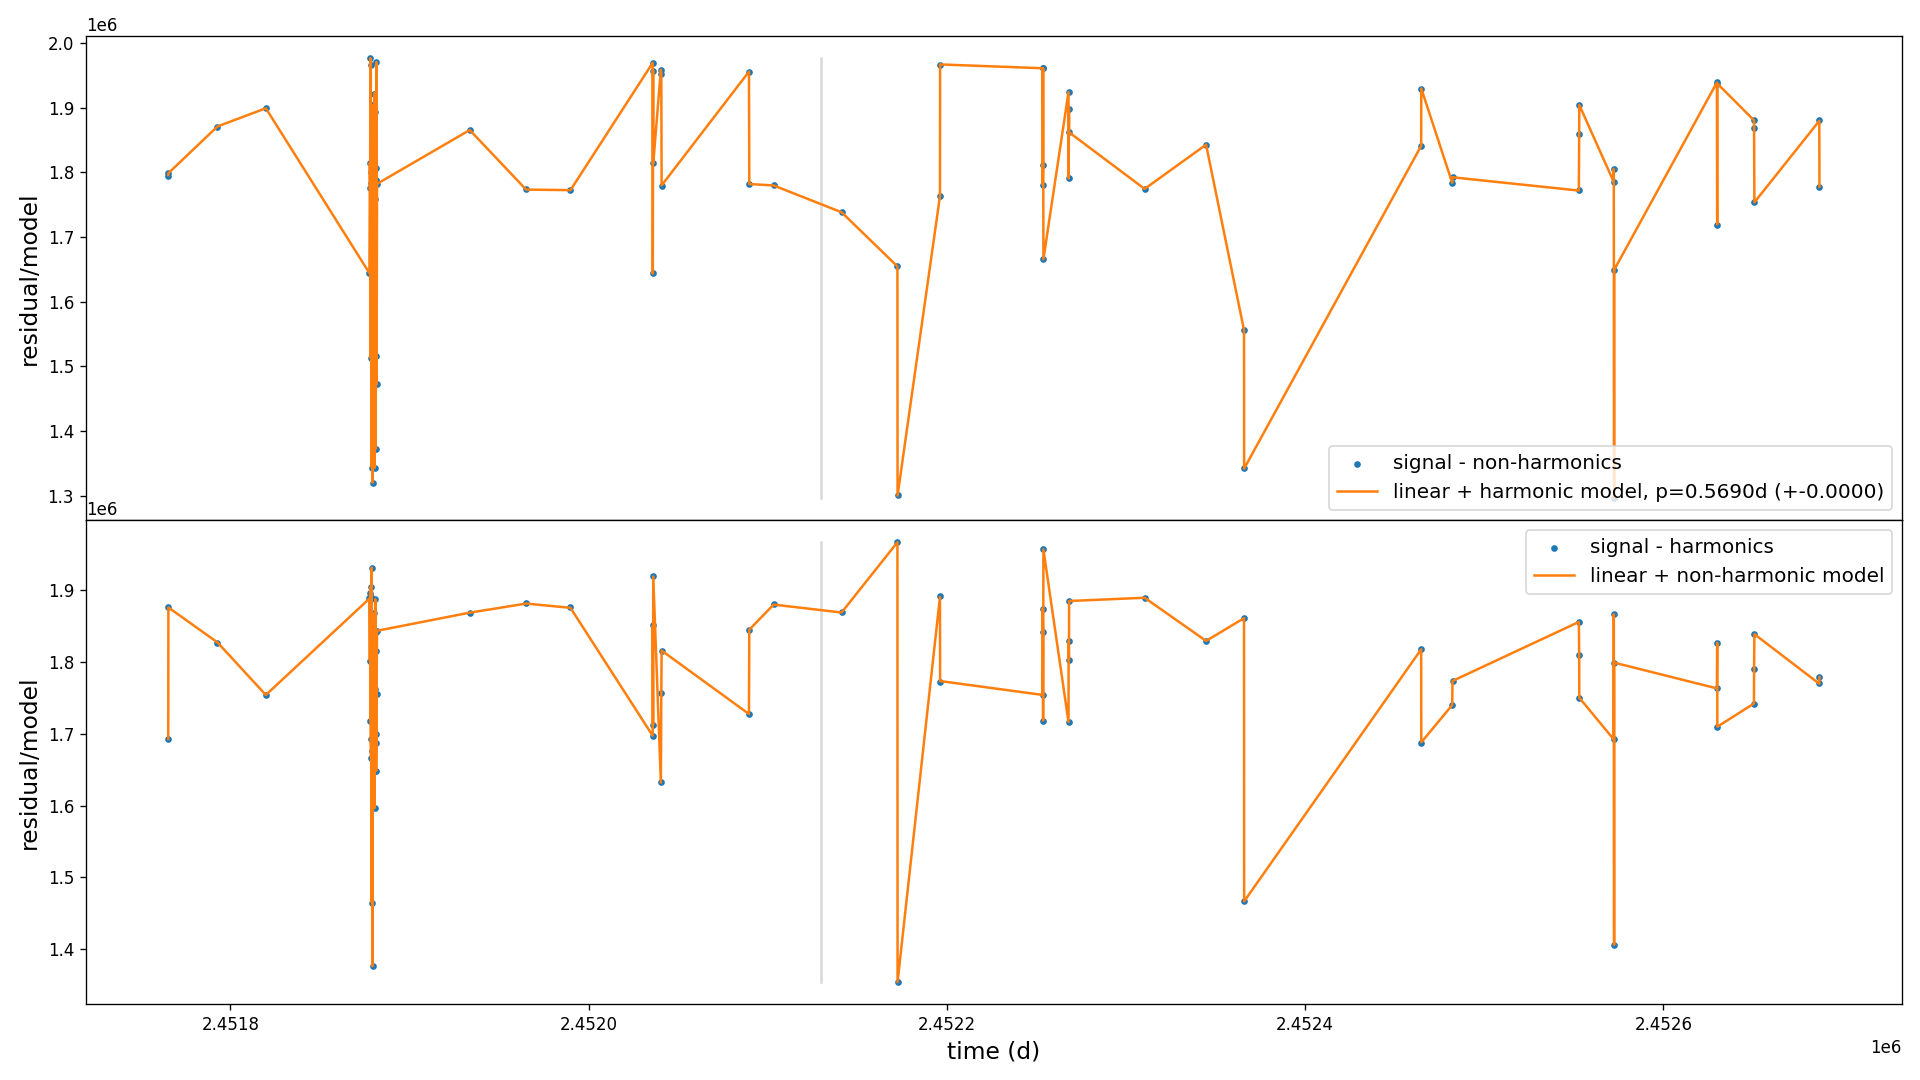 1e6
2.0
1.9
1.8
1.7
1.6
1.5
1.4
1.3
residual/model
signal - non-harmonics
linear + harmonic model, p=0.5690d (+-0.0000)
1e6
1.9
1.8
1.7
1.6
1.5
1.4
residual/model
signal - harmonics
linear + non-harmonic model
2.4518 2.4520 2.4522 2.4524 2.4526
time (d)
1e6